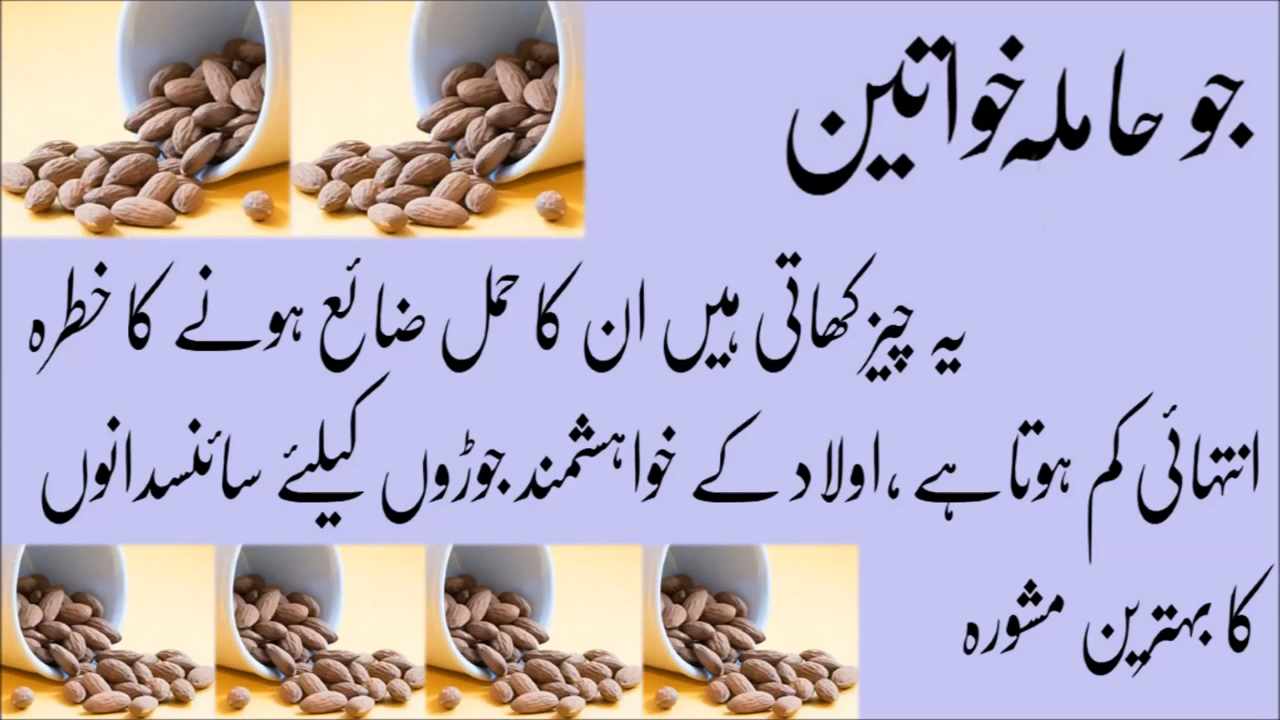 جو حاملہ خواتین
یہ چیز کھاتی ہیں ان کا حمل ضائع ہونے کا خطرہ
انتہائی کم ہوتا ہے ،اولاد کے خواہشمند جوڑوں کیلئے سائنسدانوں
کا بہترین مشورہ